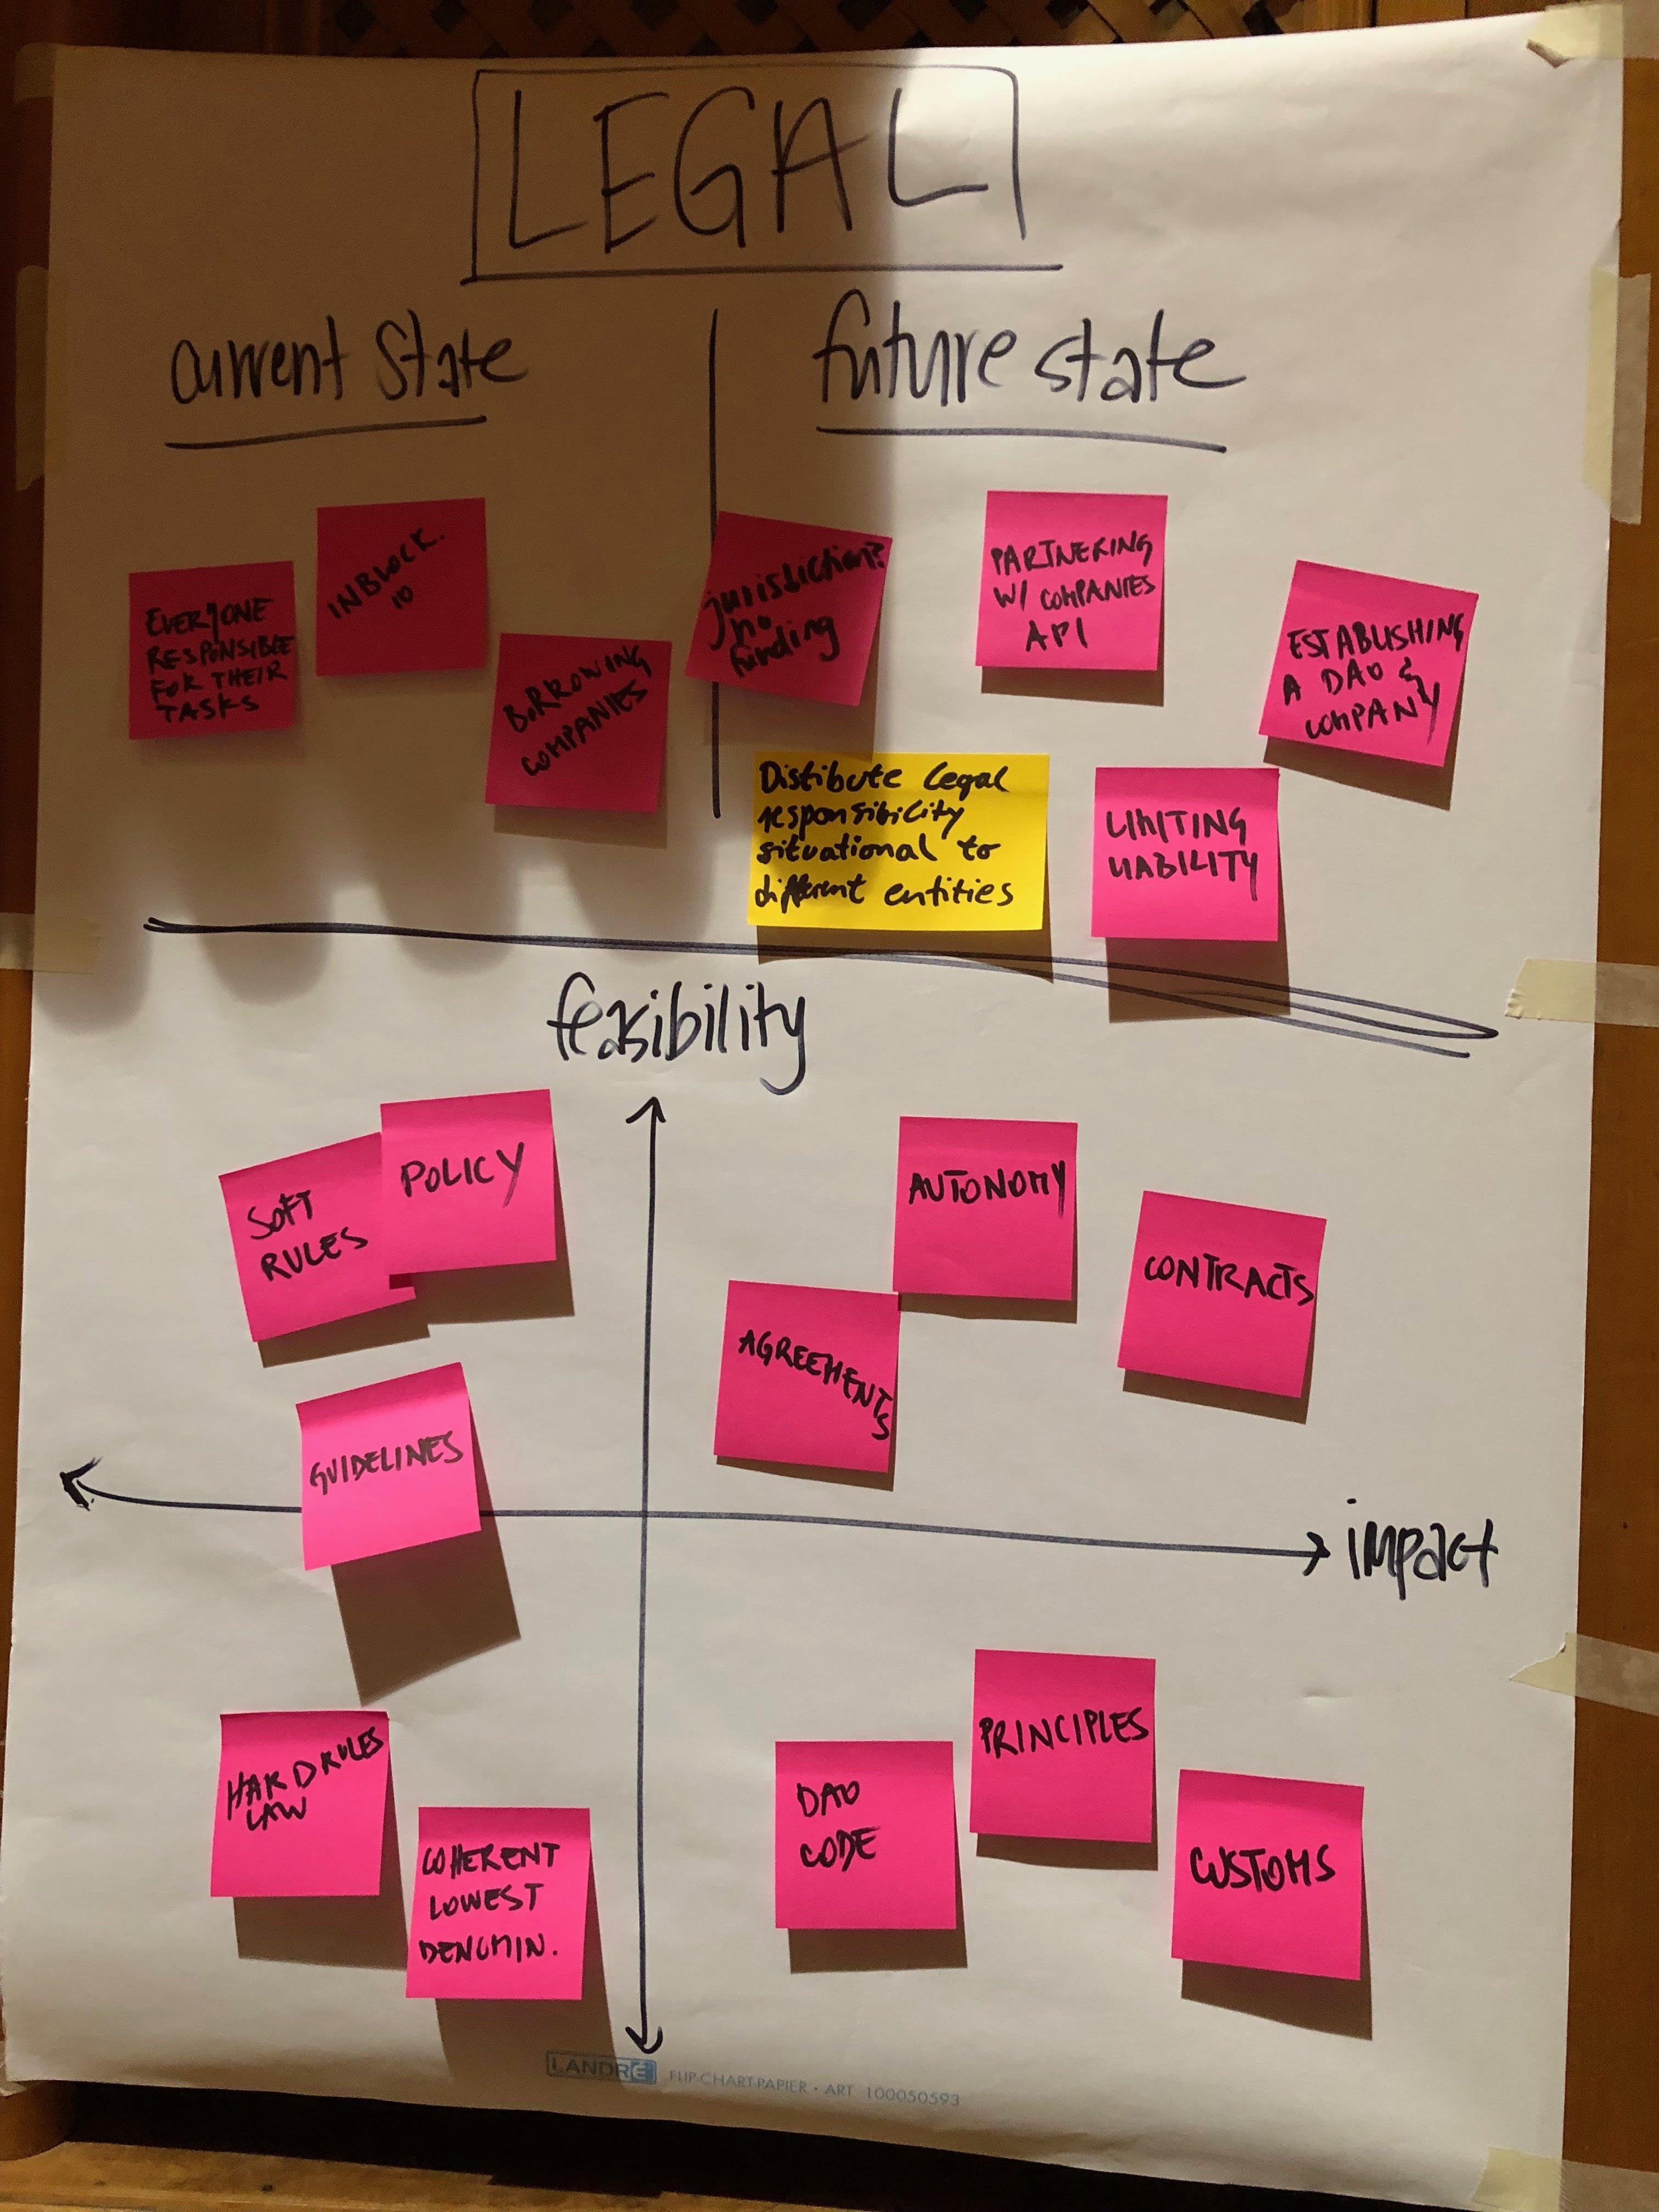 LEGAL
current state
future state
EVERYONE
RESPONSIBLE
FOR THEIR
TASKS
INBLOCK.
IO
BORROWING
COMPANIES
jurisdiction?
no
funding
PARTNERING
W/ COMPANIES
API
ESTABLISHING
A DAO &
COMPANY
Distibute legal
responsibility
situational to
different entities
LIMITING
LIABILITY
feasibility
SOFT
RULES
POLICY
GUIDELINES
AUTONOMY
CONTRACTS
AGREEMENTS
impact
HARD RULES
LAW
COHERENT
LOWEST
DENOMIN.
DAO
CODE
PRINCIPLES
CUSTOMS
LANDRÉ FLIP-CHART-PAPIER · ART. 100050593